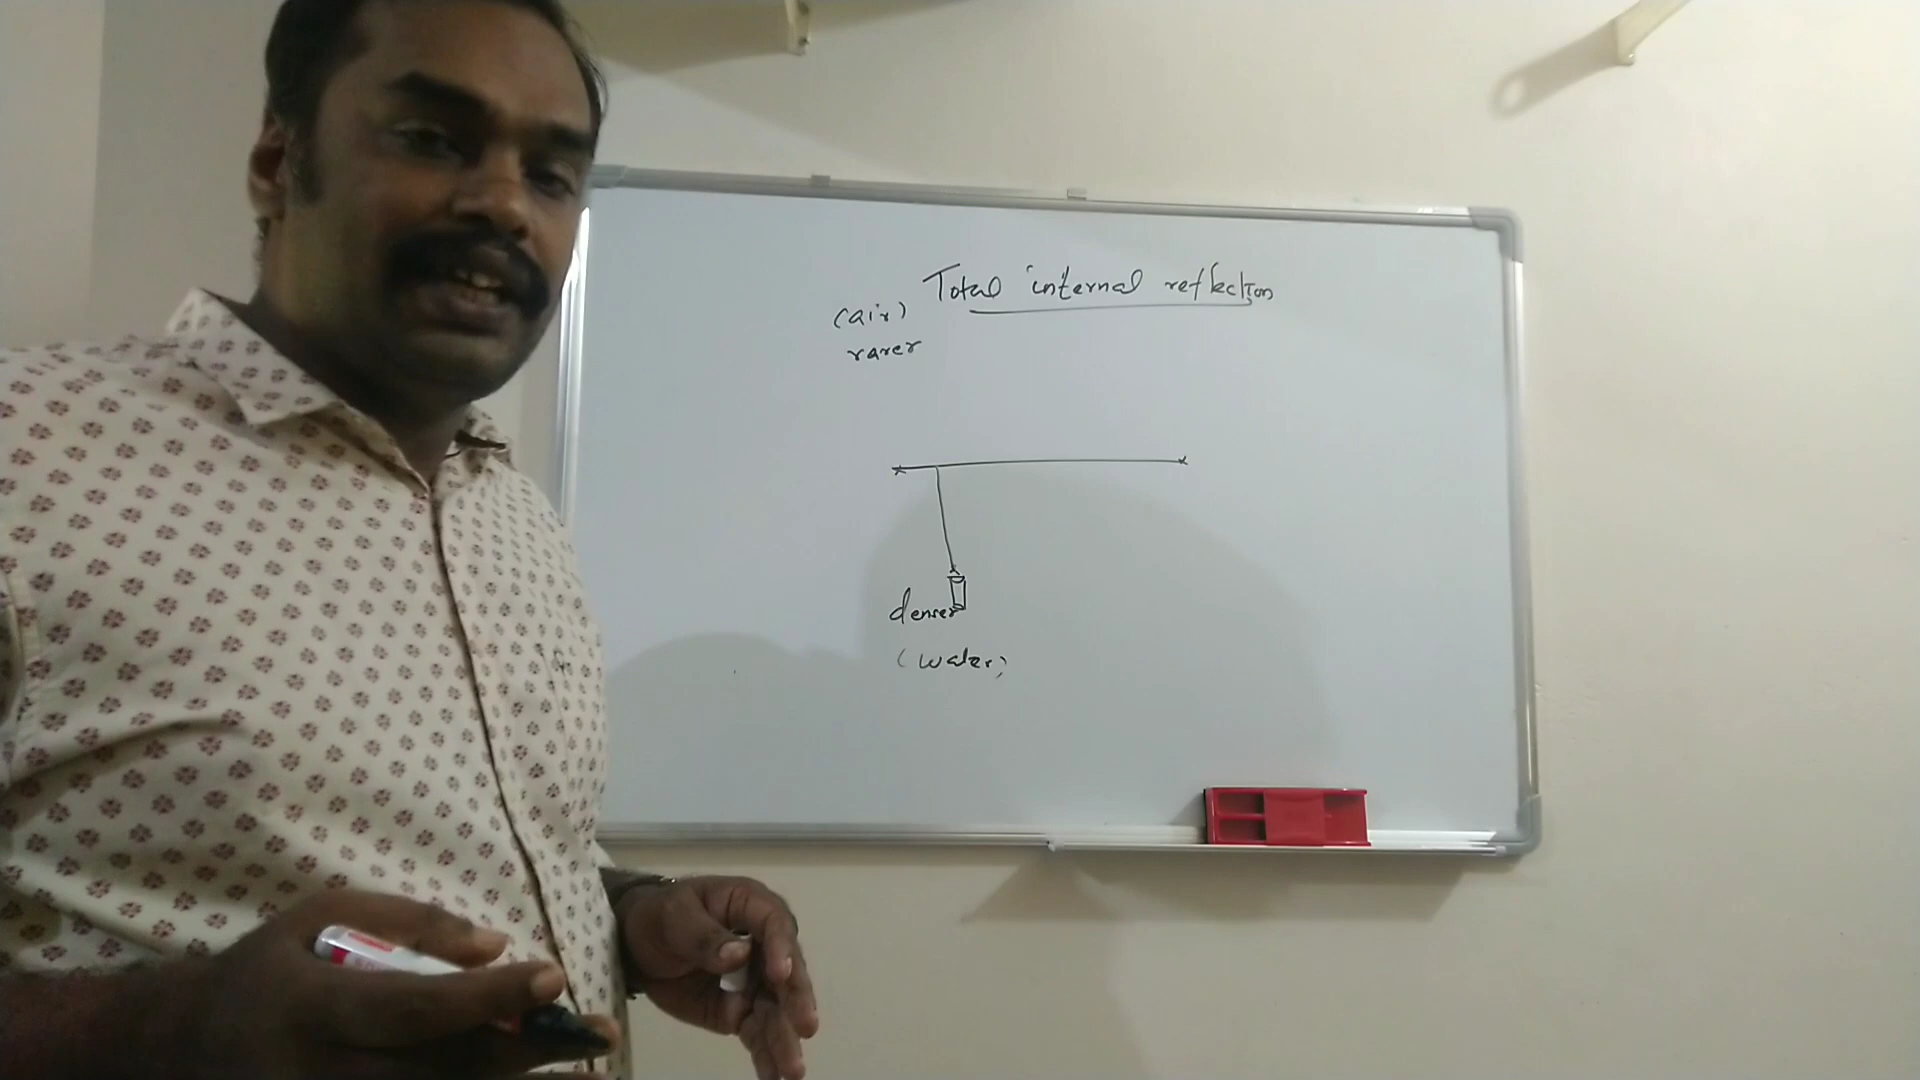 Total internal reflection
(air)
rarer
denser
(water)